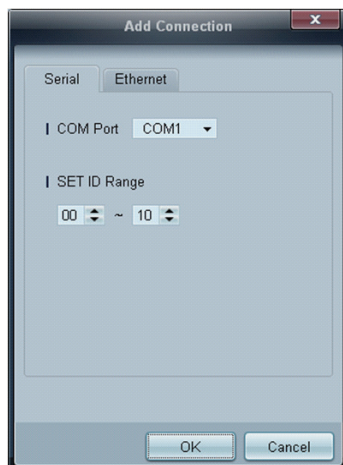 Add Connection
Serial Ethernet
COM Port COM1
SET ID Range
00 ~ 10
OK Cancel